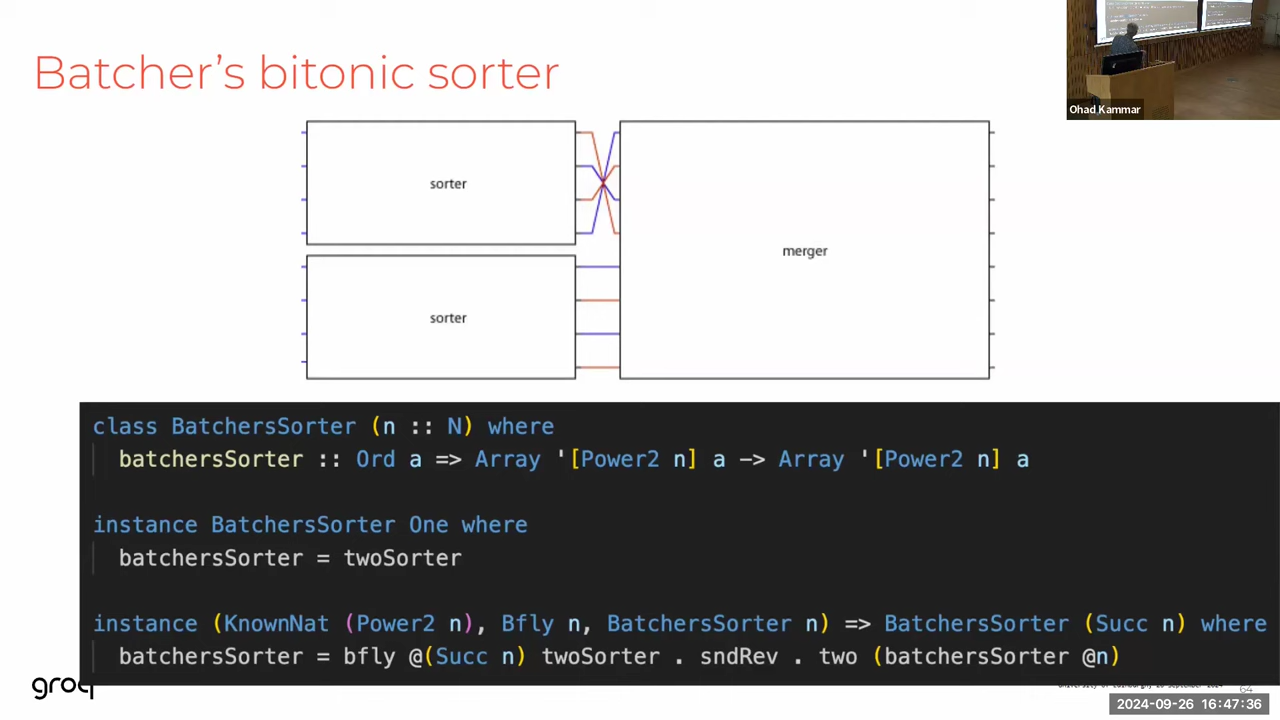 Batcher's bitonic sorter
Ohad Kammar
sorter
sorter
merger
class BatchersSorter (n :: N) where
batchersSorter :: Ord a => Array '[Power2 n] a -> Array '[Power2 n] a
instance BatchersSorter One where
batchersSorter = twoSorter
instance (KnownNat (Power2 n), Bfly n, BatchersSorter n) => BatchersSorter (Succ n) where
batchersSorter = bfly @(Succ n) twoSorter . sndRev . two (batchersSorter @n)
groq
64
2024-09-26 16:47:36